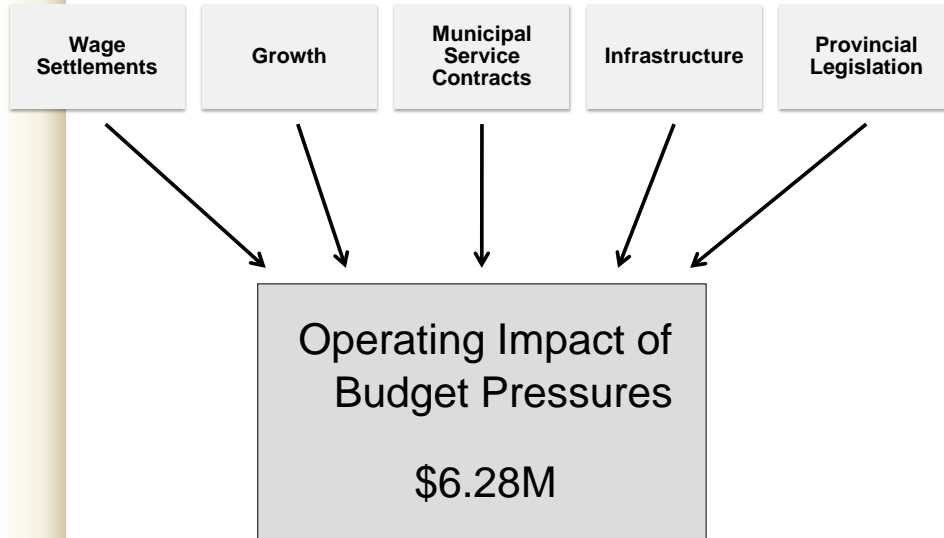 Wage
Settlements
Growth
Municipal
Service
Contracts
Infrastructure
Provincial
Legislation
Operating Impact of
Budget Pressures
$6.28M